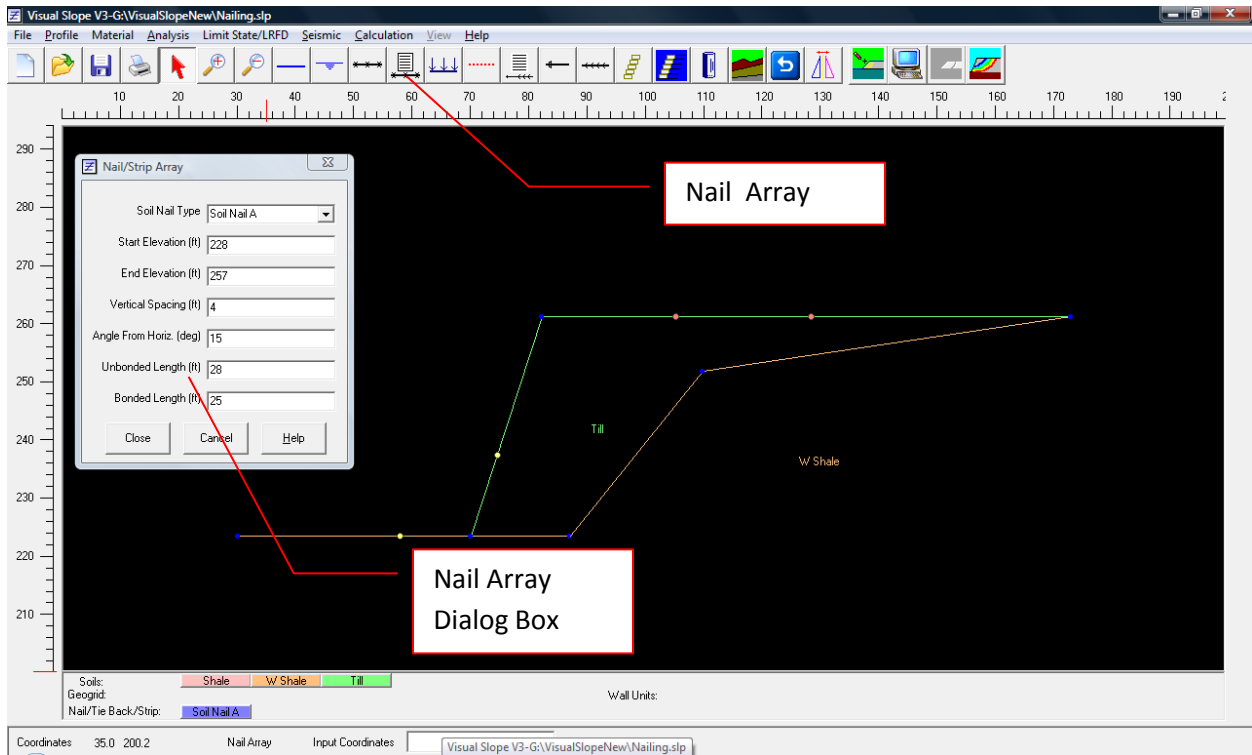 Visual Slope V3-G:\VisualSlopeNew\Nailing.slp
File Profile Material Analysis Limit State/LRFD Seismic Calculation View Help
10 20 30 40 50 60 70 80 90 100 110 120 130 140 150 160 170 180 190 2
290
280
270
260
250
240
230
220
210
Nail/Strip Array
Soil Nail Type Soil Nail A
Start Elevation (ft) 228
End Elevation (ft) 257
Vertical Spacing (ft) 4
Angle From Horiz. (deg) 15
Unbonded Length (ft) 28
Bonded Length (ft) 25
Close Cancel Help
Nail Array
Till
W Shale
Nail Array
Dialog Box
Soils: Shale W Shale Till
Geogrid: Wall Units:
Nail/Tie Back/Strip: Soil Nail A
Coordinates 35.0 200.2 Nail Array Input Coordinates
Visual Slope V3-G:\VisualSlopeNew\Nailing.slp